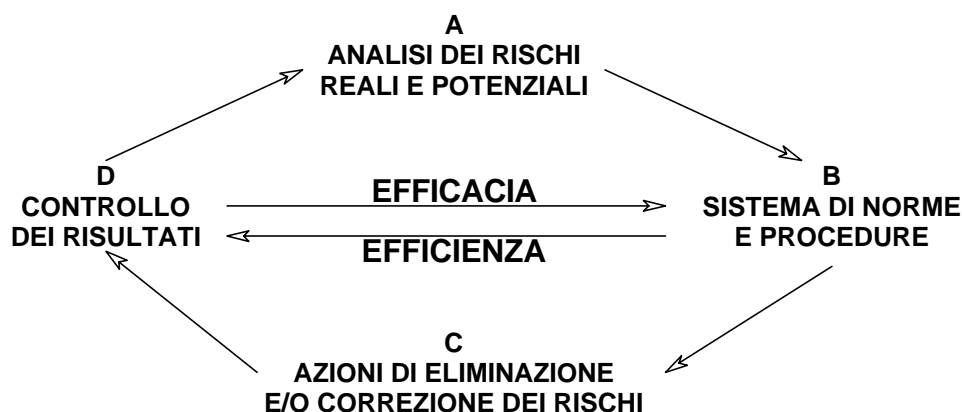 A
ANALISI DEI RISCHI
REALI E POTENZIALI
D
CONTROLLO
DEI RISULTATI
EFFICACIA
EFFICIENZA
B
SISTEMA DI NORME
E PROCEDURE
C
AZIONI DI ELIMINAZIONE
E/O CORREZIONE DEI RISCHI